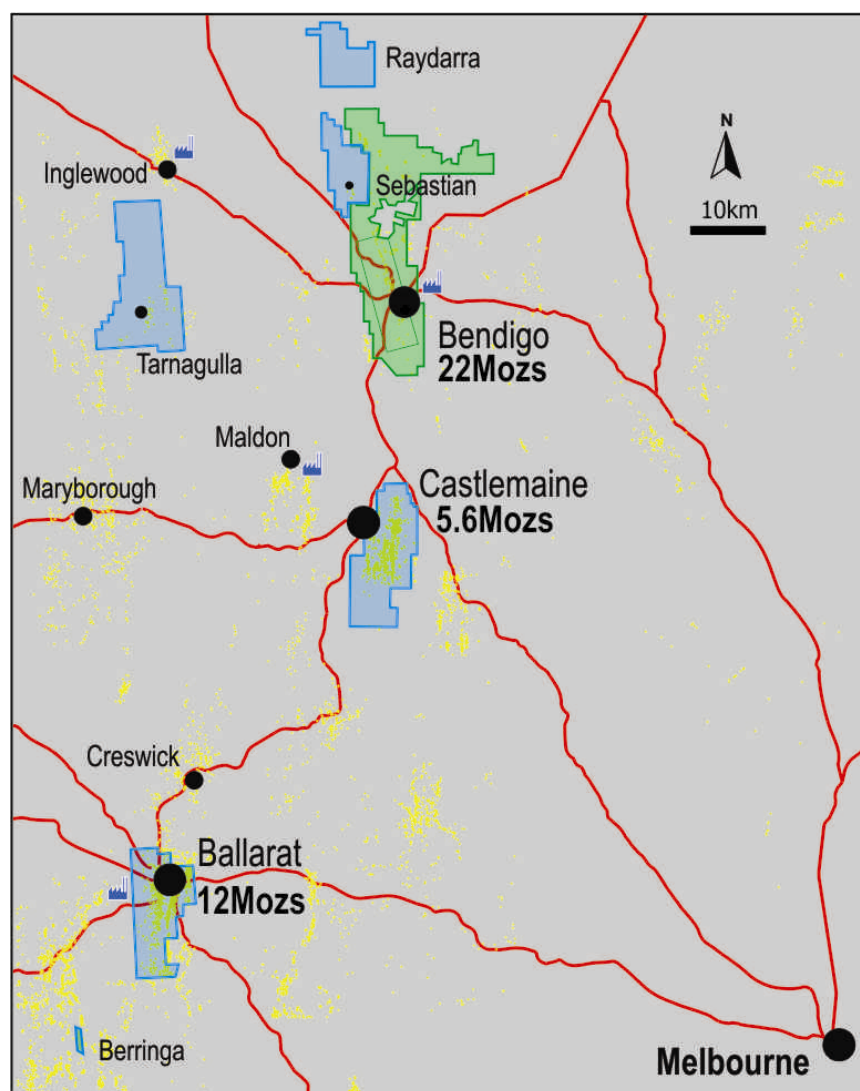 Raydarra
N
Inglewood
Sebastian
10km
Bendigo
22Mozs
Tarnagulla
Maldon
Maryborough
Castlemaine
5.6Mozs
Creswick
Ballarat
12Mozs
Berringa
Melbourne